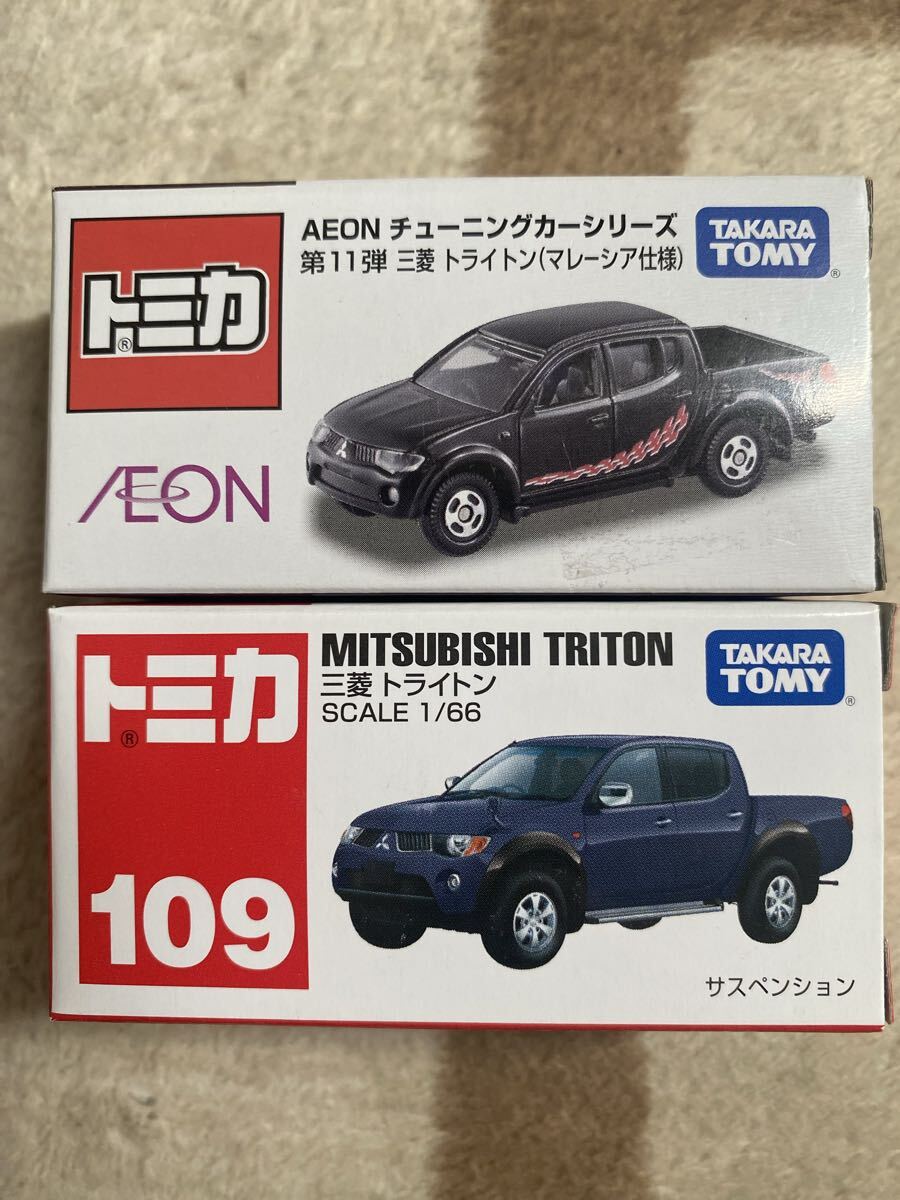 トミカ®
AEON
AEON チューニングカーシリーズ
第11弾 三菱 トライトン(マレーシア仕様)
TAKARA
TOMY®
トミカ®
109
MITSUBISHI TRITON
三菱 トライトン
SCALE 1/66
TAKARA
TOMY®
サスペンション